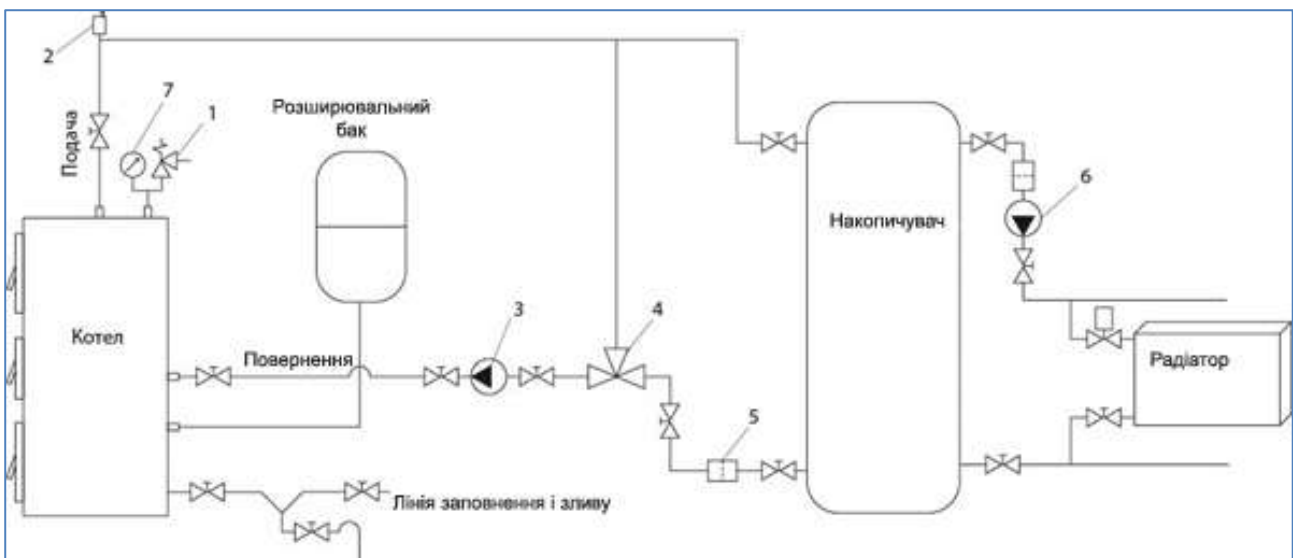 2
7
1
Подача
Розширювальний
бак
Котел
Повернення
3
4
5
Лінія заповнення і зливу
Накопичувач
6
Радіатор